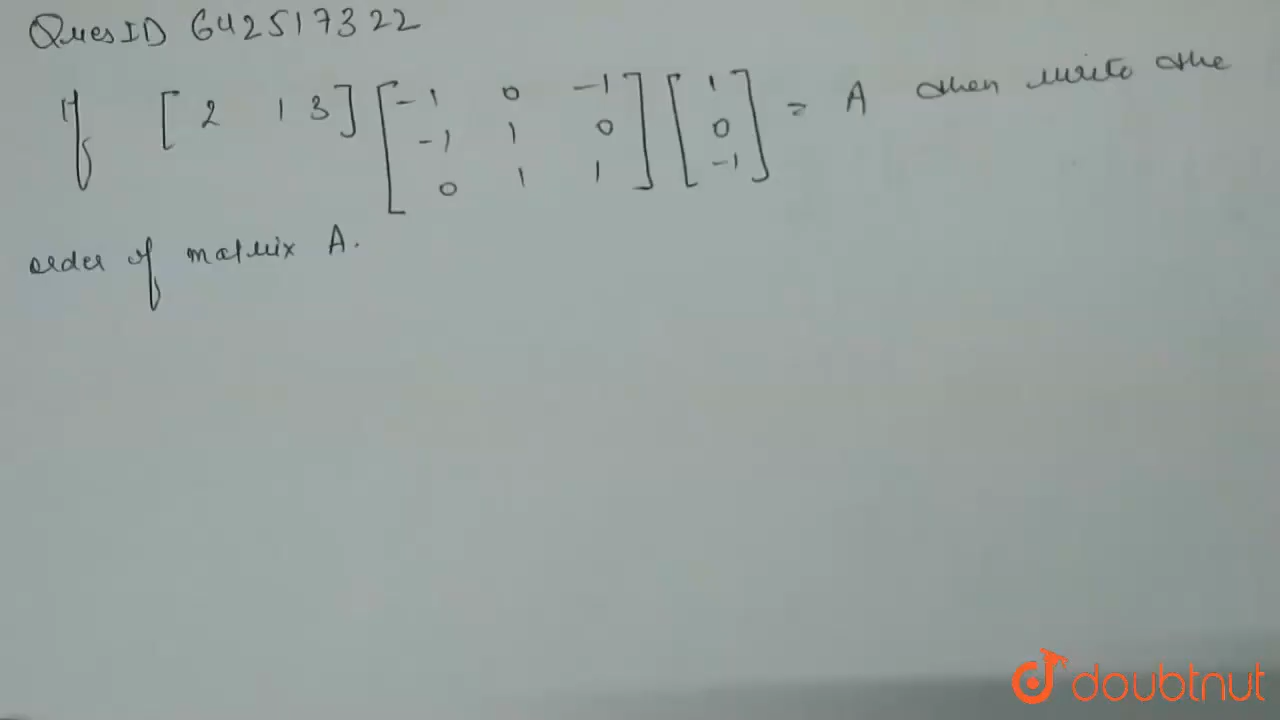 QuesID 642517322
If [ 2 1 3 ] [ -1 0 -1 ] [ 1 ] = A then write the
-1 1 0 0
0 1 1 -1
order of matrix A.
doubtnut